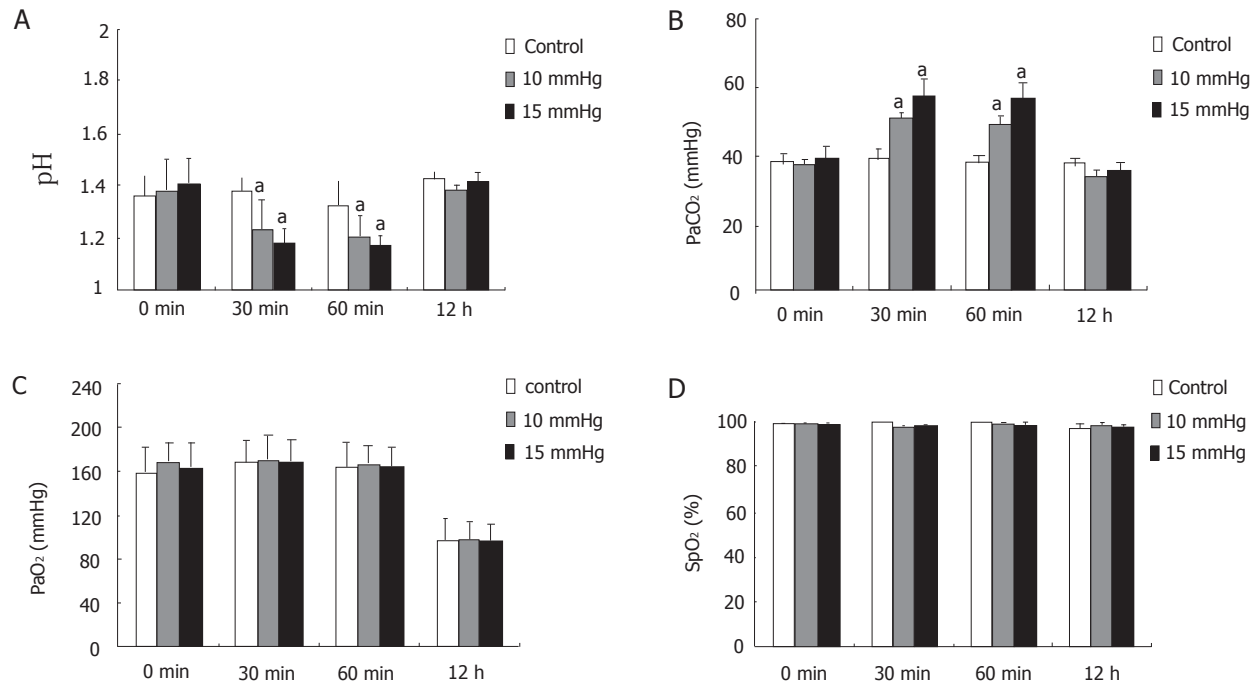 A
pH
2
1.8
1.6
1.4
1.2
1
Control
10 mmHg
15 mmHg
a
a
a
a
0 min 30 min 60 min 12 h
B
PaCO2 (mmHg)
80
60
40
20
0
Control
10 mmHg
15 mmHg
a
a
a
a
0 min 30 min 60 min 12 h
C
PaO2 (mmHg)
240
200
160
120
80
40
0
control
10 mmHg
15 mmHg
0 min 30 min 60 min 12 h
D
SpO2 (%)
100
80
60
40
20
0
Control
10 mmHg
15 mmHg
0 min 30 min 60 min 12 h